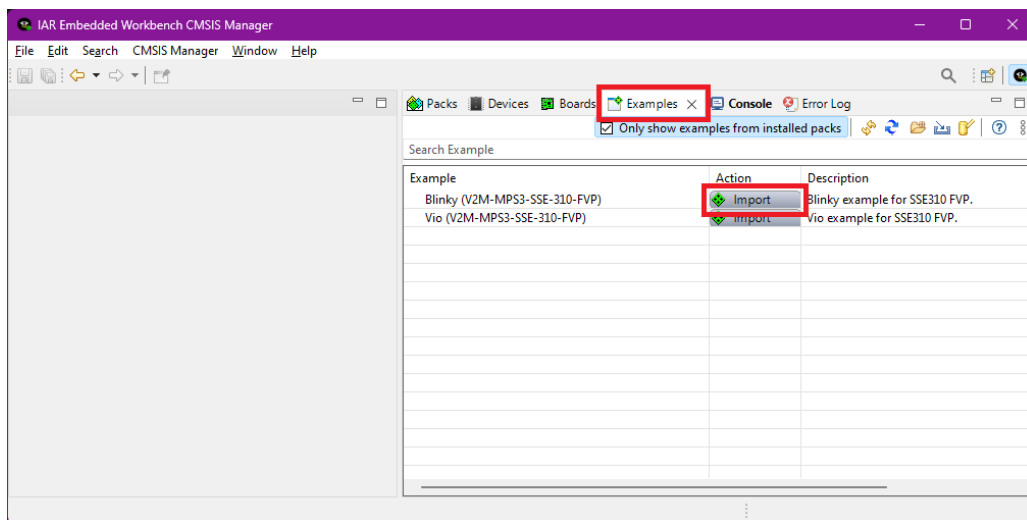 IAR Embedded Workbench CMSIS Manager
File Edit Search CMSIS Manager Window Help
Packs Devices Boards Examples Console Error Log
Only show examples from installed packs
Search Example
Example Action Description
Blinky (V2M-MPS3-SSE-310-FVP) Import Blinky example for SSE310 FVP.
Vio (V2M-MPS3-SSE-310-FVP) Import Vio example for SSE310 FVP.